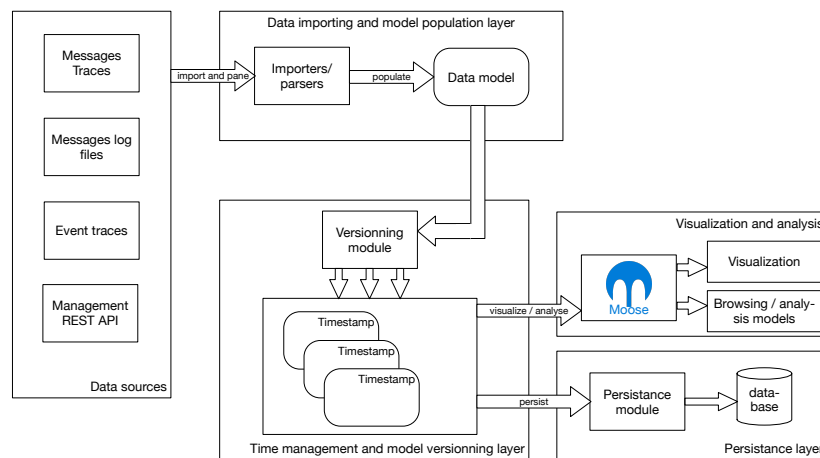 Data importing and model population layer
Messages
Traces
import and pane
Importers/
parsers
populate
Data model
Messages log
files
Event traces
Management
REST API
Data sources
Versionning
module
Timestamp
Timestamp
Timestamp
Time management and model versionning layer
visualize / analyse
Visualization and analysis
Moose
Visualization
Browsing / analy-
sis models
persist
Persistance
module
data-
base
Persistance layer